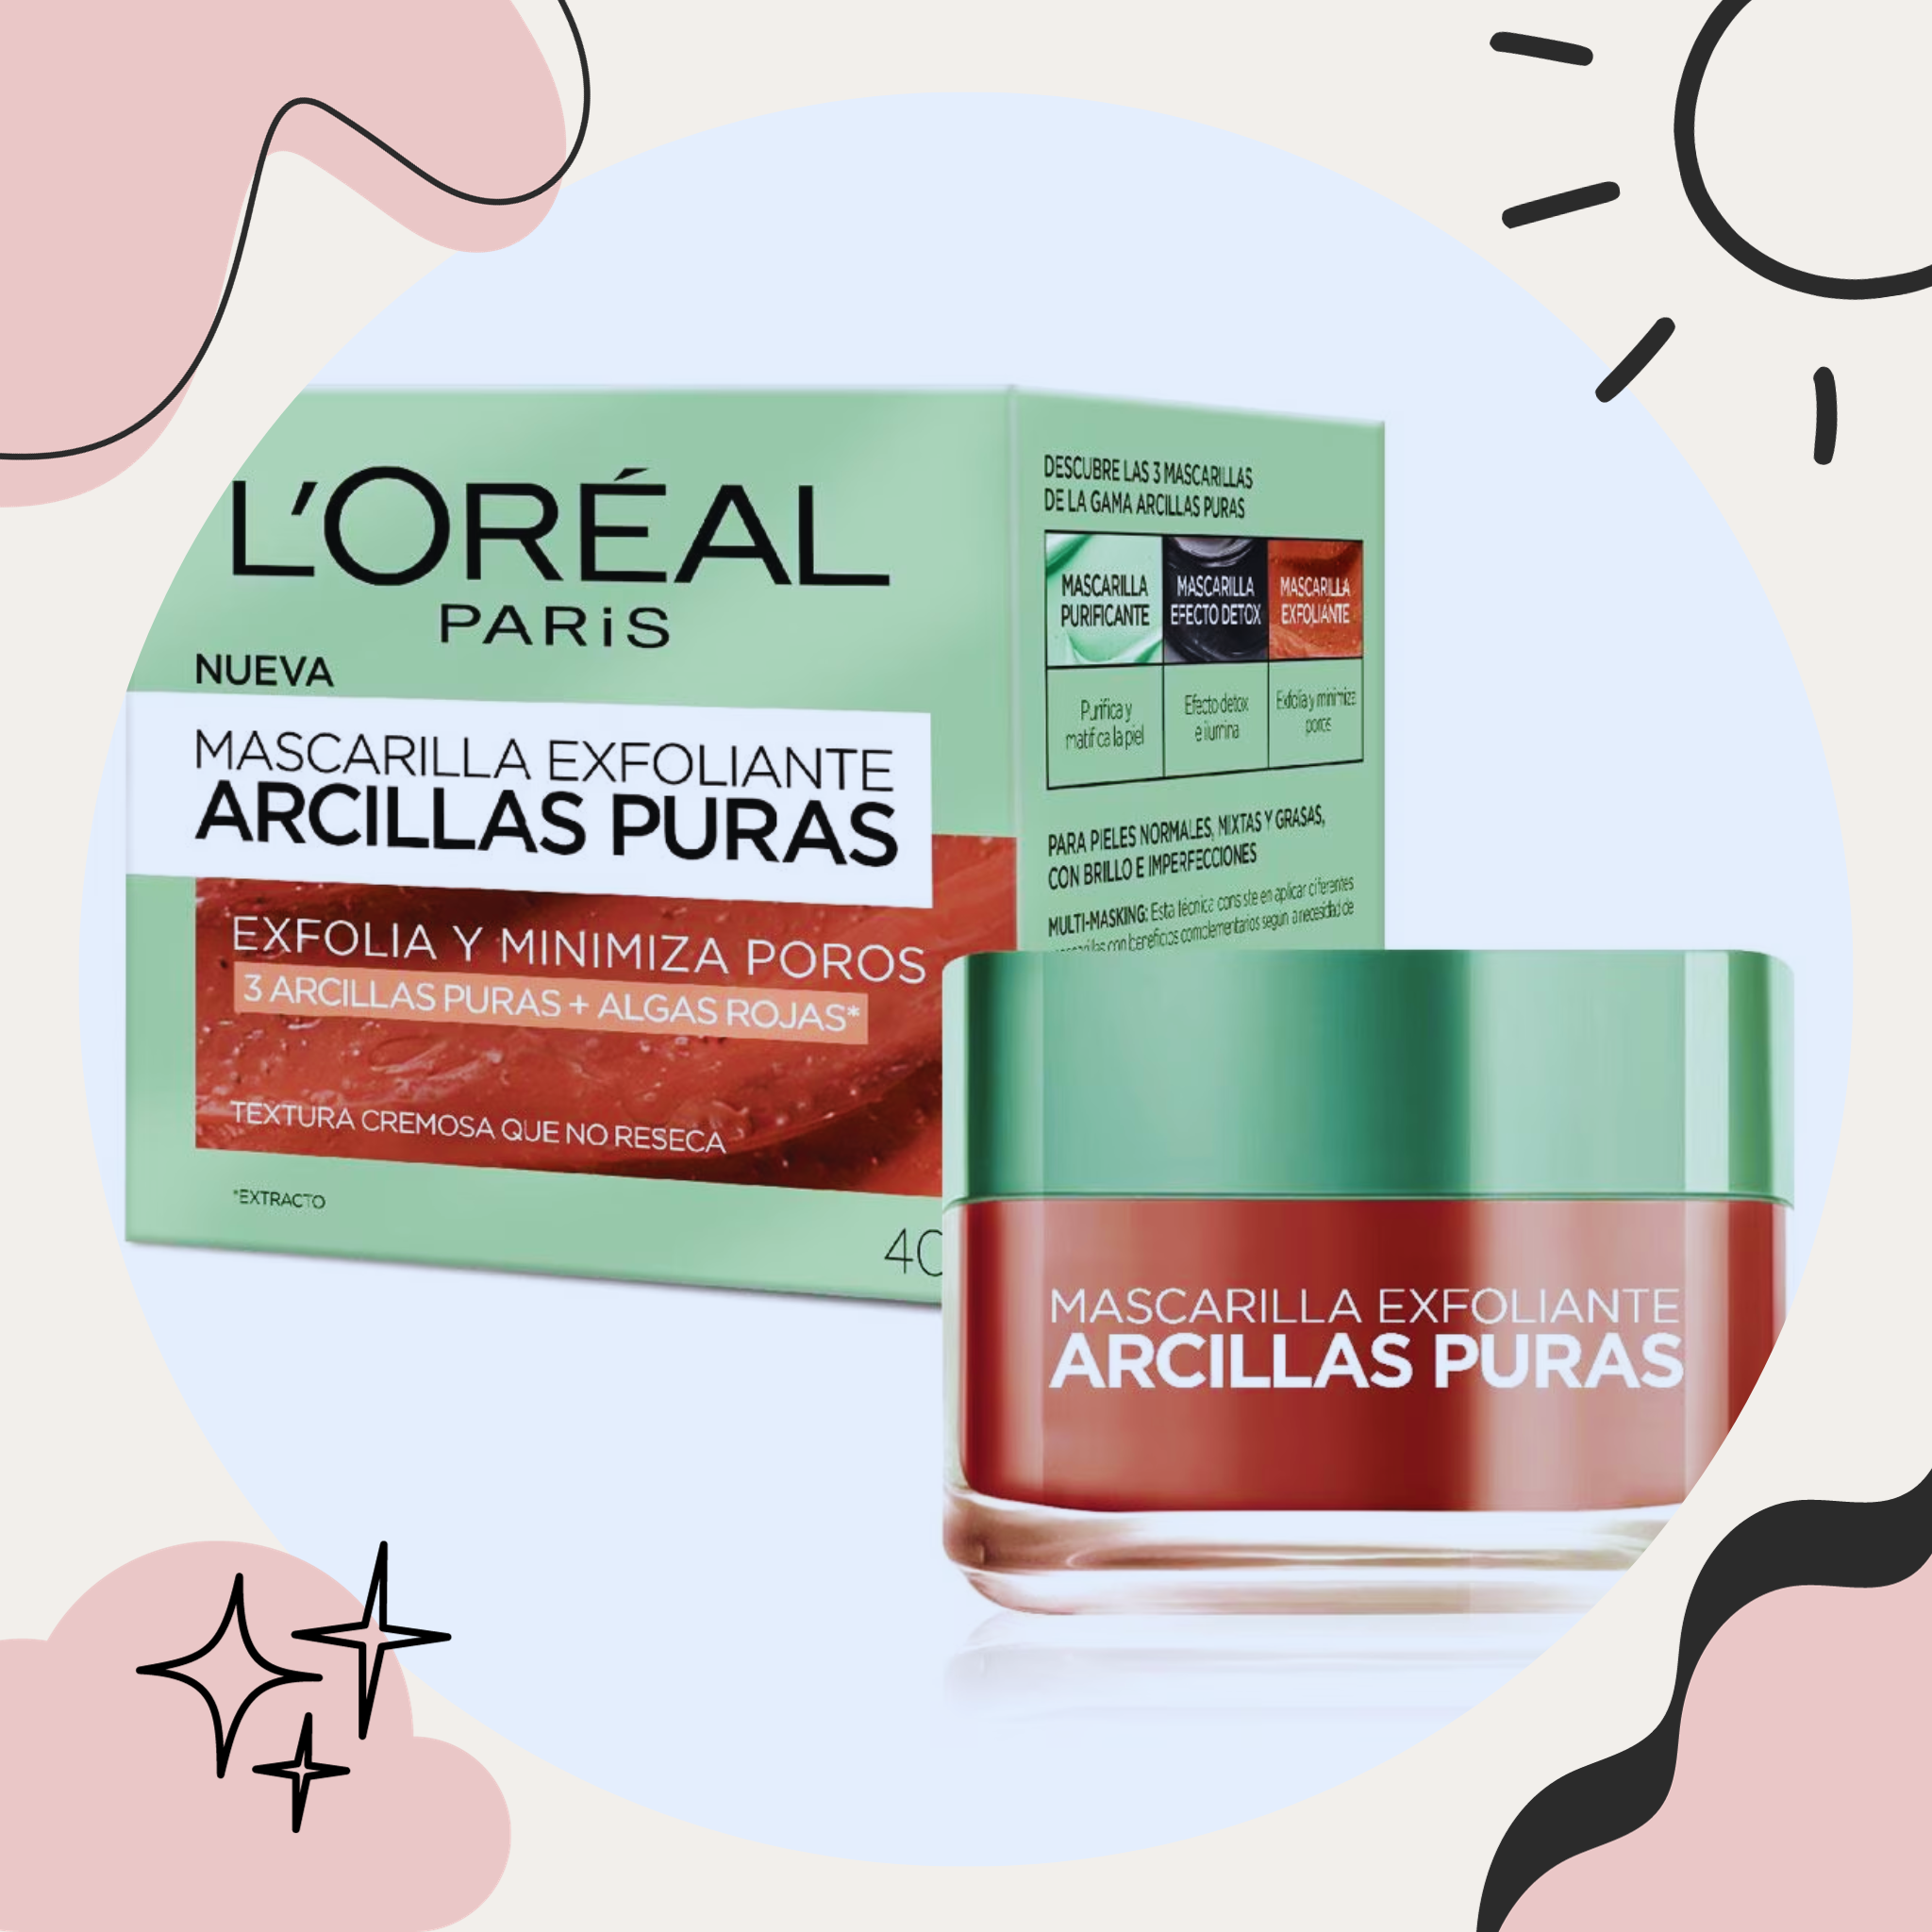 L'ORÉAL
PARiS
NUEVA
MASCARILLA EXFOLIANTE
ARCILLAS PURAS
EXFOLIA Y MINIMIZA POROS
3 ARCILLAS PURAS + ALGAS ROJAS*
TEXTURA CREMOSA QUE NO RESECA
*EXTRACTO
40
DESCUBRE LAS 3 MASCARILLAS
DE LA GAMA ARCILLAS PURAS
MASCARILLA
PURIFICANTE
MASCARILLA
EFECTO DETOX
MASCARILLA
EXFOLIANTE
Purifica y
matifica la piel
Efecto detox
e ilumina
Exfolia y minimiza
poros
PARA PIELES NORMALES, MIXTAS Y GRASAS,
CON BRILLO E IMPERFECCIONES
MULTI-MASKING: Esta técnica consiste en aplicar diferentes
con beneficios complementarios según la necesidad de
MASCARILLA EXFOLIANTE
ARCILLAS PURAS